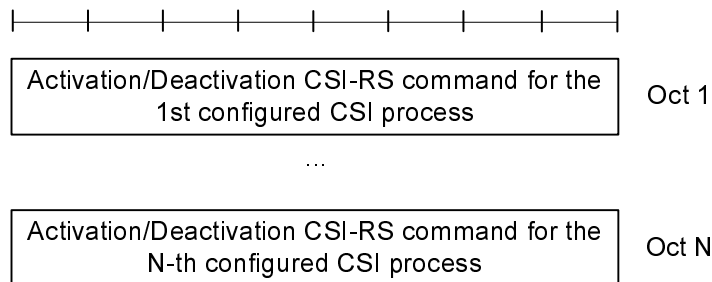 Activation/Deactivation CSI-RS command for the
1st configured CSI process
Oct 1
...
Activation/Deactivation CSI-RS command for the
N-th configured CSI process
Oct N